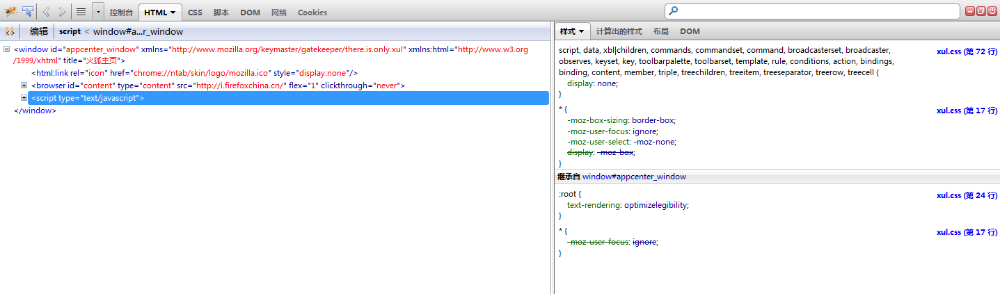 控制台 HTML CSS 脚本 DOM 网络 Cookies
编辑 script < window#a...r_window
<window id="appcenter_window" xmlns="http://www.mozilla.org/keymaster/gatekeeper/there.is.only.xul" xmlns:html="http://www.w3.org
/1999/xhtml" title="火狐主页">
<html:link rel="icon" href="chrome://ntab/skin/logo/mozilla.ico" style="display:none"/>
<browser id="content" type="content" src="http://i.firefoxchina.cn/" flex="1" clickthrough="never">
<script type="text/javascript">
</window>
样式 计算出的样式 布局 DOM
script, data, xbl|children, commands, commandset, command, broadcasterset, broadcaster, xul.css (第 72 行)
observes, keyset, key, toolbarpalette, toolbarset, template, rule, conditions, action, bindings,
binding, content, member, triple, treechildren, treeitem, treeseparator, treerow, treecell {
display: none;
}
* { xul.css (第 17 行)
-moz-box-sizing: border-box;
-moz-user-focus: ignore;
-moz-user-select: -moz-none;
display: -moz-box;
}
继承自 window#appcenter_window
:root { xul.css (第 24 行)
text-rendering: optimizelegibility;
}
* { xul.css (第 17 行)
-moz-user-focus: ignore;
}